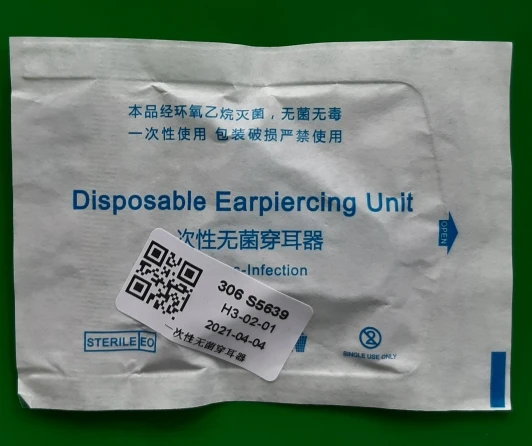 本品经环氧乙烷灭菌，无菌无毒
一次性使用 包装破损严禁使用
Disposable Earpiercing Unit
次性无菌穿耳器
OPEN
-Infection
306 S5639
H3-02-01
2021-04-04
一次性无菌穿耳器
STERILE EO
SINGLE USE ONLY